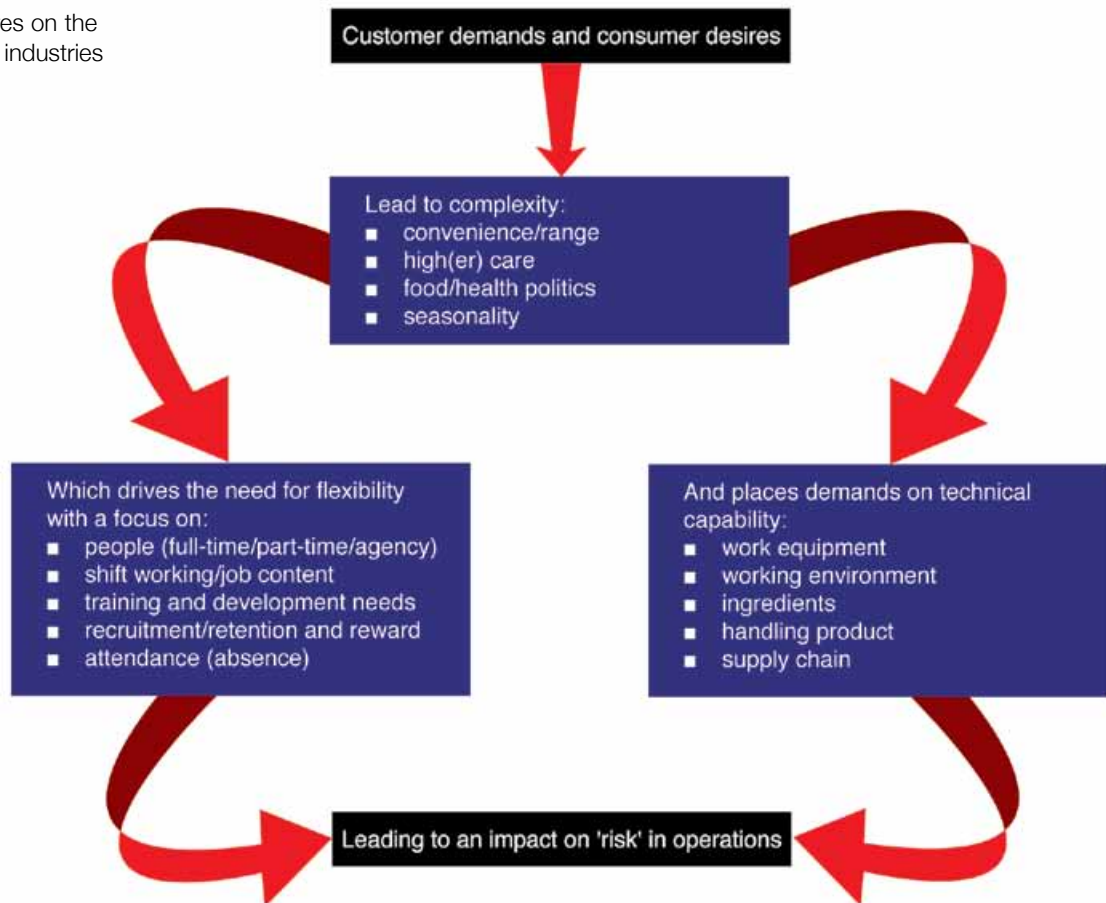 es on the
industries
Customer demands and consumer desires
Lead to complexity:
■ convenience/range
■ high(er) care
■ food/health politics
■ seasonality
Which drives the need for flexibility
with a focus on:
■ people (full-time/part-time/agency)
■ shift working/job content
■ training and development needs
■ recruitment/retention and reward
■ attendance (absence)
And places demands on technical
capability:
■ work equipment
■ working environment
■ ingredients
■ handling product
■ supply chain
Leading to an impact on 'risk' in operations